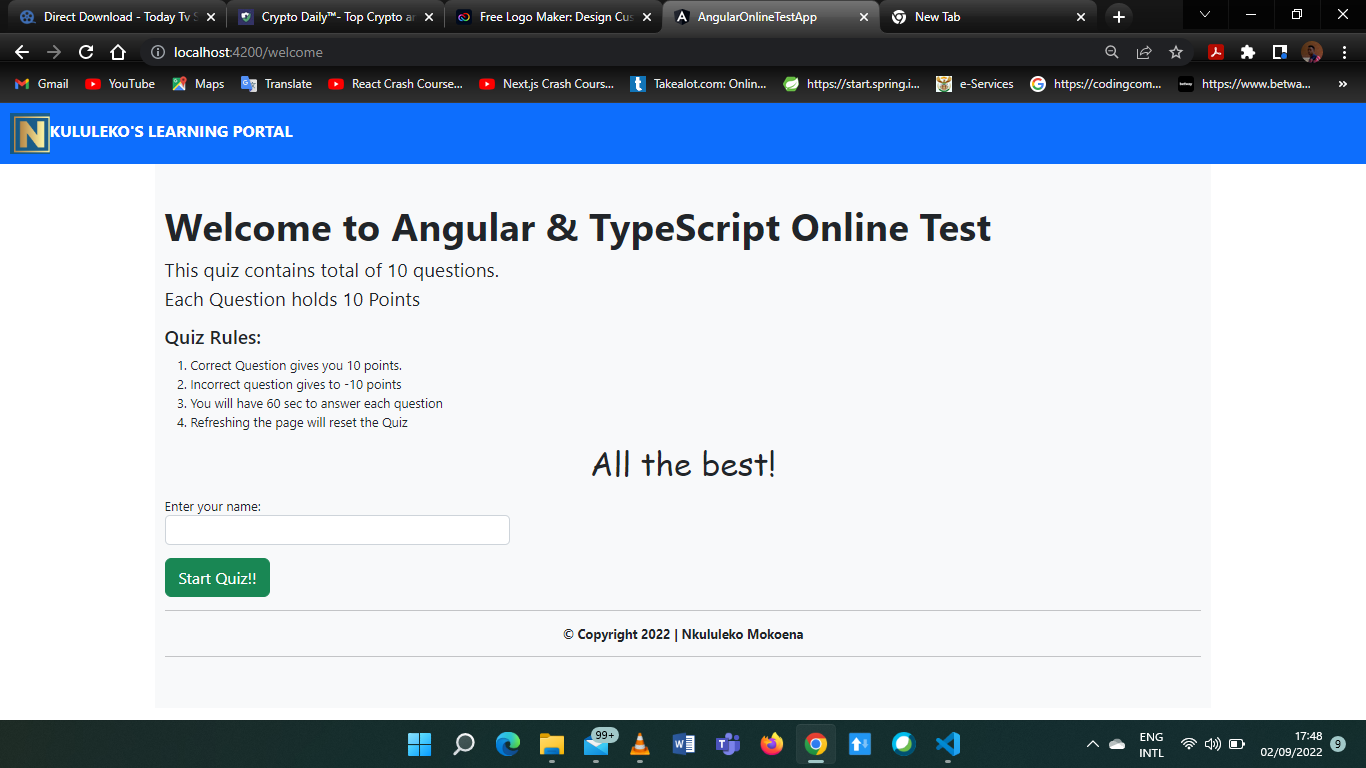 Direct Download - Today Tv S
Crypto Daily™- Top Crypto ar
Free Logo Maker: Design Cus
AngularOnlineTestApp
New Tab
localhost:4200/welcome
Gmail
YouTube
Maps
Translate
React Crash Course...
Next.js Crash Cours...
Takealot.com: Onlin...
https://start.spring.i...
e-Services
https://codingcom...
https://www.betwa...
»
N KULULEKO'S LEARNING PORTAL
Welcome to Angular & TypeScript Online Test
This quiz contains total of 10 questions.
Each Question holds 10 Points
Quiz Rules:
1. Correct Question gives you 10 points.
2. Incorrect question gives to -10 points
3. You will have 60 sec to answer each question
4. Refreshing the page will reset the Quiz
All the best!
Enter your name:
Start Quiz!!
© Copyright 2022 | Nkululeko Mokoena
99+
ENG
INTL
17:48
02/09/2022
9